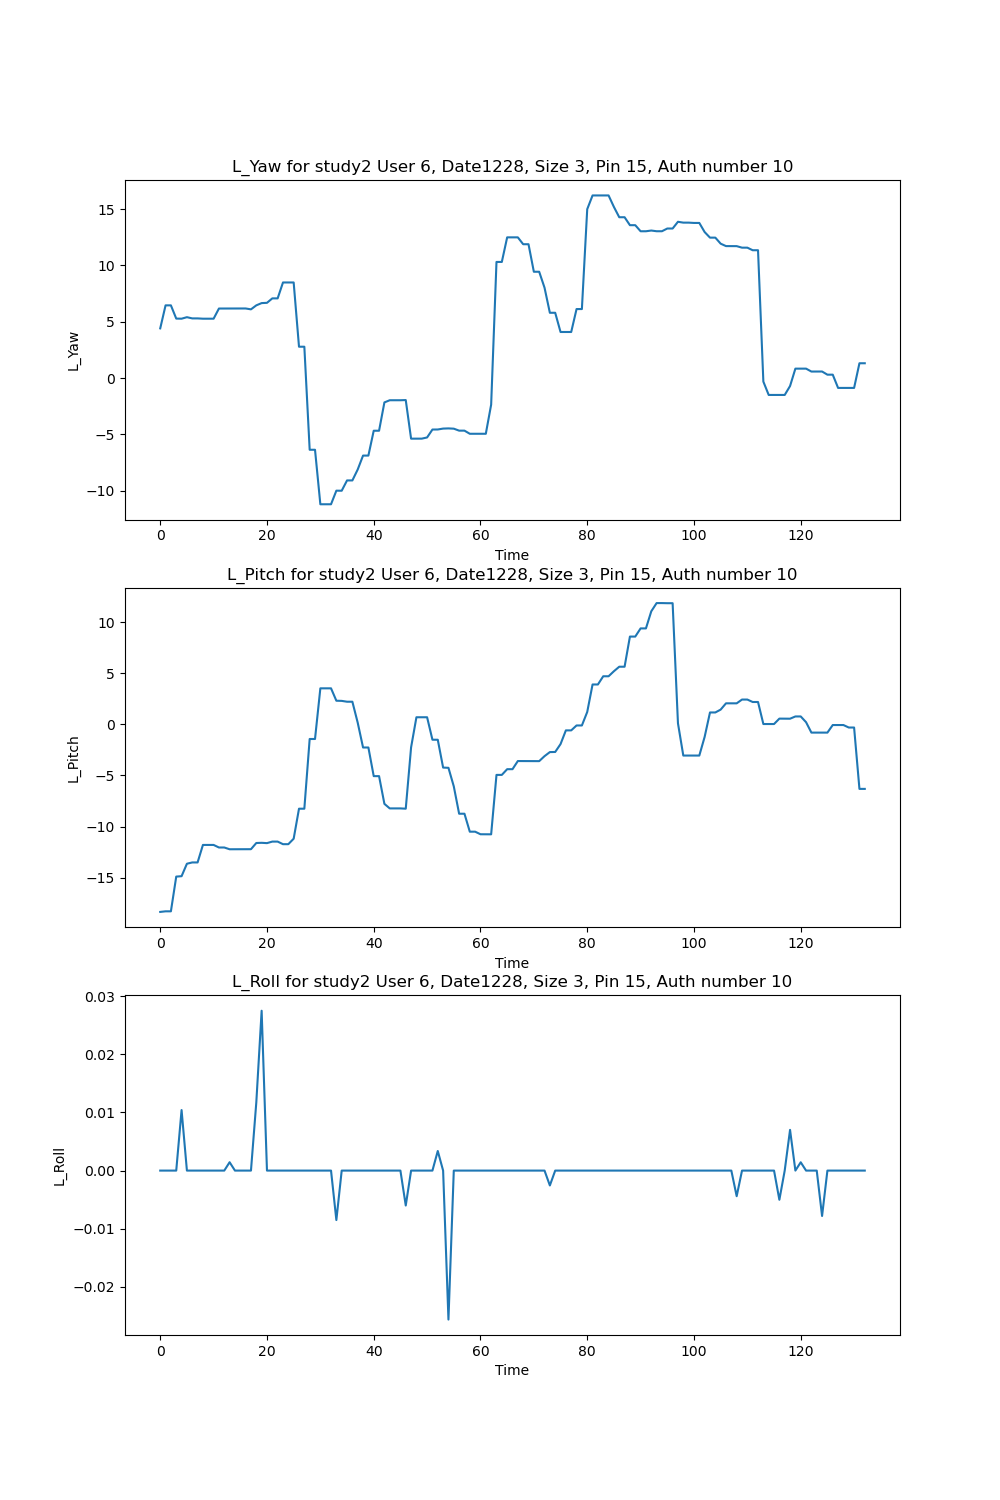 L_Yaw for study2 User 6, Date1228, Size 3, Pin 15, Auth number 10
15
10
5
0
−5
−10
L_Yaw
0 20 40 60 80 100 120
Time
L_Pitch for study2 User 6, Date1228, Size 3, Pin 15, Auth number 10
10
5
0
−5
−10
−15
L_Pitch
0 20 40 60 80 100 120
Time
L_Roll for study2 User 6, Date1228, Size 3, Pin 15, Auth number 10
0.03
0.02
0.01
0.00
−0.01
−0.02
L_Roll
0 20 40 60 80 100 120
Time